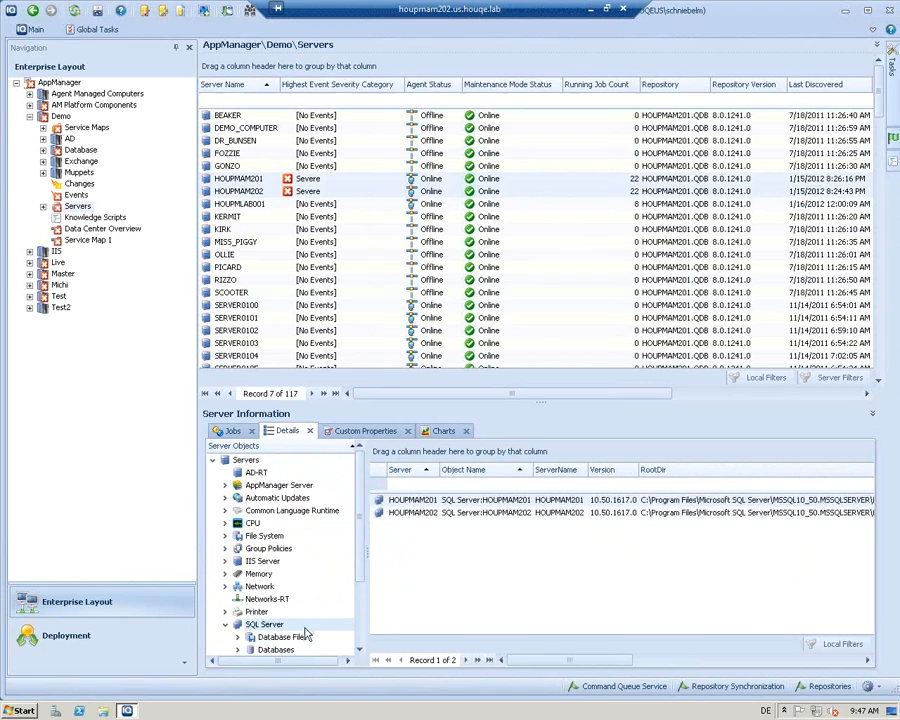 houpmam202.us.houqe.lab
QEUS\schniebelm)
Main
Global Tasks
Navigation
Enterprise Layout
AppManager
Agent Managed Computers
AM Platform Components
Demo
Service Maps
AD
Database
Exchange
Muppets
Changes
Events
Servers
Knowledge Scripts
Data Center Overview
Service Map 1
IIS
Live
Master
Michi
Test
Test2
Enterprise Layout
Deployment
AppManager\Demo\Servers
Drag a column header here to group by that column
Server Name Highest Event Severity Category Agent Status Maintenance Mode Status Running Job Count Repository Repository Version Last Discovered
BEAKER [No Events] Offline Online 0 HOUPMAM201.QDB 8.0.1241.0 7/18/2011 11:26:40 AM
DEMO_COMPUTER [No Events] Offline Online 0 HOUPMAM201.QDB 8.0.1241.0 7/18/2011 11:26:59 AM
DR_BUNSEN [No Events] Offline Online 0 HOUPMAM201.QDB 8.0.1241.0 7/18/2011 11:26:55 AM
FOZZIE [No Events] Offline Online 0 HOUPMAM201.QDB 8.0.1241.0 7/18/2011 11:26:25 AM
GONZO [No Events] Offline Online 0 HOUPMAM201.QDB 8.0.1241.0 7/18/2011 11:26:30 AM
HOUPMAM201 Severe Online Online 22 HOUPMAM201.QDB 8.0.1241.0 1/15/2012 8:26:16 PM
HOUPMAM202 Severe Online Online 22 HOUPMAM201.QDB 8.0.1241.0 1/15/2012 8:24:43 PM
HOUPMLAB001 [No Events] Online Online 8 HOUPMAM201.QDB 8.0.1241.0 1/16/2012 12:00:09
KERMIT [No Events] Offline Online 0 HOUPMAM201.QDB 8.0.1241.0 7/18/2011 11:26:20 AM
KIRK [No Events] Offline Online 0 HOUPMAM201.QDB 8.0.1241.0 7/18/2011 11:26:10 AM
MISS_PIGGY [No Events] Offline Online 0 HOUPMAM201.QDB 8.0.1241.0 7/18/2011 11:26:35 AM
OLLIE [No Events] Offline Online 0 HOUPMAM201.QDB 8.0.1241.0 7/18/2011 11:26:05 AM
PICARD [No Events] Offline Online 0 HOUPMAM201.QDB 8.0.1241.0 7/18/2011 11:26:15 AM
RIZZO [No Events] Offline Online 0 HOUPMAM201.QDB 8.0.1241.0 7/18/2011 11:26:50 AM
SCOOTER [No Events] Offline Online 0 HOUPMAM201.QDB 8.0.1241.0 7/18/2011 11:26:45 AM
SERVER0100 [No Events] Online Online 0 HOUPMAM201.QDB 8.0.1241.0 11/14/2011 6:54:01 AM
SERVER0101 [No Events] Online Online 0 HOUPMAM201.QDB 8.0.1241.0 11/14/2011 6:54:11 AM
SERVER0102 [No Events] Online Online 0 HOUPMAM201.QDB 8.0.1241.0 11/14/2011 6:59:10 AM
SERVER0103 [No Events] Online Online 0 HOUPMAM201.QDB 8.0.1241.0 11/14/2011 6:54:22 AM
SERVER0104 [No Events] Online Online 0 HOUPMAM201.QDB 8.0.1241.0 11/14/2011 7:02:05 AM
Local Filters Server Filters
Record 7 of 117
Tasks
Server Information
Jobs Details Custom Properties Charts
Server Objects
Servers
AD-RT
AppManager Server
Automatic Updates
Common Language Runtime
CPU
File System
Group Policies
IIS Server
Memory
Network
Networks-RT
Printer
SQL Server
Database Files
Databases
Drag a column header here to group by that column
Server Object Name ServerName Version RootDir
HOUPMAM201 SQL Server:HOUPMAM201 HOUPMAM201 10.50.1617.0 C:\Program Files\Microsoft SQL Server\MSSQL10_50.MSSQLSERVER\
HOUPMAM202 SQL Server:HOUPMAM202 HOUPMAM202 10.50.1617.0 C:\Program Files\Microsoft SQL Server\MSSQL10_50.MSSQLSERVER\
Local Filters
Record 1 of 2
Command Queue Service Repository Synchronization Repositories
Start DE 9:47 AM